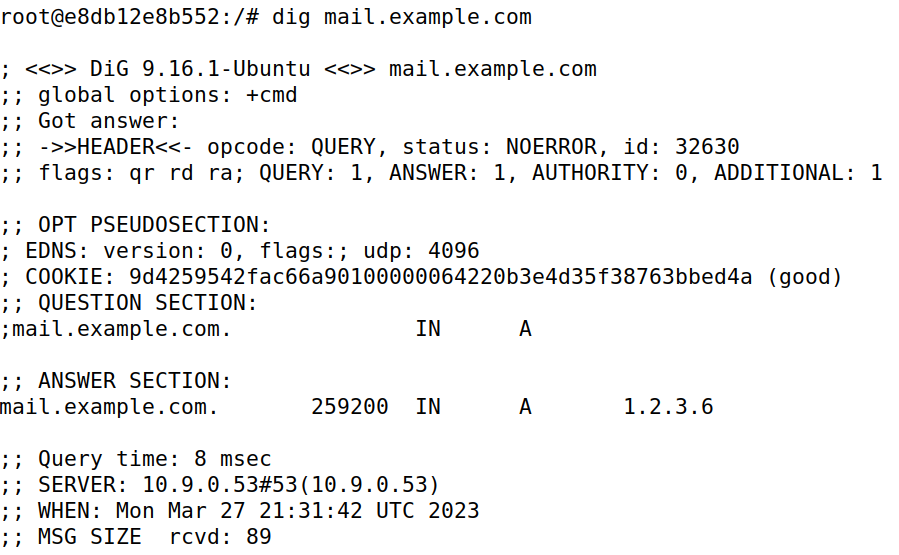 root@e8db12e8b552:/# dig mail.example.com

; <<>> DiG 9.16.1-Ubuntu <<>> mail.example.com
;; global options: +cmd
;; Got answer:
;; ->>HEADER<<- opcode: QUERY, status: NOERROR, id: 32630
;; flags: qr rd ra; QUERY: 1, ANSWER: 1, AUTHORITY: 0, ADDITIONAL: 1

;; OPT PSEUDOSECTION:
; EDNS: version: 0, flags:; udp: 4096
; COOKIE: 9d4259542fac66a90100000064220b3e4d35f38763bbed4a (good)
;; QUESTION SECTION:
;mail.example.com.		IN	A

;; ANSWER SECTION:
mail.example.com.	259200	IN	A	1.2.3.6

;; Query time: 8 msec
;; SERVER: 10.9.0.53#53(10.9.0.53)
;; WHEN: Mon Mar 27 21:31:42 UTC 2023
;; MSG SIZE  rcvd: 89